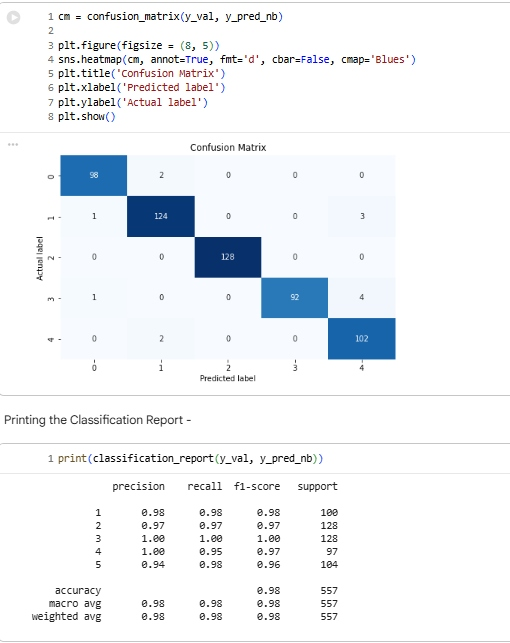 1 cm = confusion_matrix(y_val, y_pred_nb)
2
3 plt.figure(figsize = (8, 5))
4 sns.heatmap(cm, annot=True, fmt='d', cbar=False, cmap='Blues')
5 plt.title('Confusion Matrix')
6 plt.xlabel('Predicted label')
7 plt.ylabel('Actual label')
8 plt.show()
Confusion Matrix
Actual label
0 98 2 0 0 0
1 1 124 0 0 3
2 0 0 128 0 0
3 1 0 0 92 4
4 0 2 0 0 102
0 1 2 3 4
Predicted label
Printing the Classification Report -
1 print(classification_report(y_val, y_pred_nb))
precision recall f1-score support
1 0.98 0.98 0.98 100
2 0.97 0.97 0.97 128
3 1.00 1.00 1.00 128
4 1.00 0.95 0.97 97
5 0.94 0.98 0.96 104
accuracy 0.98 557
macro avg 0.98 0.98 0.98 557
weighted avg 0.98 0.98 0.98 557